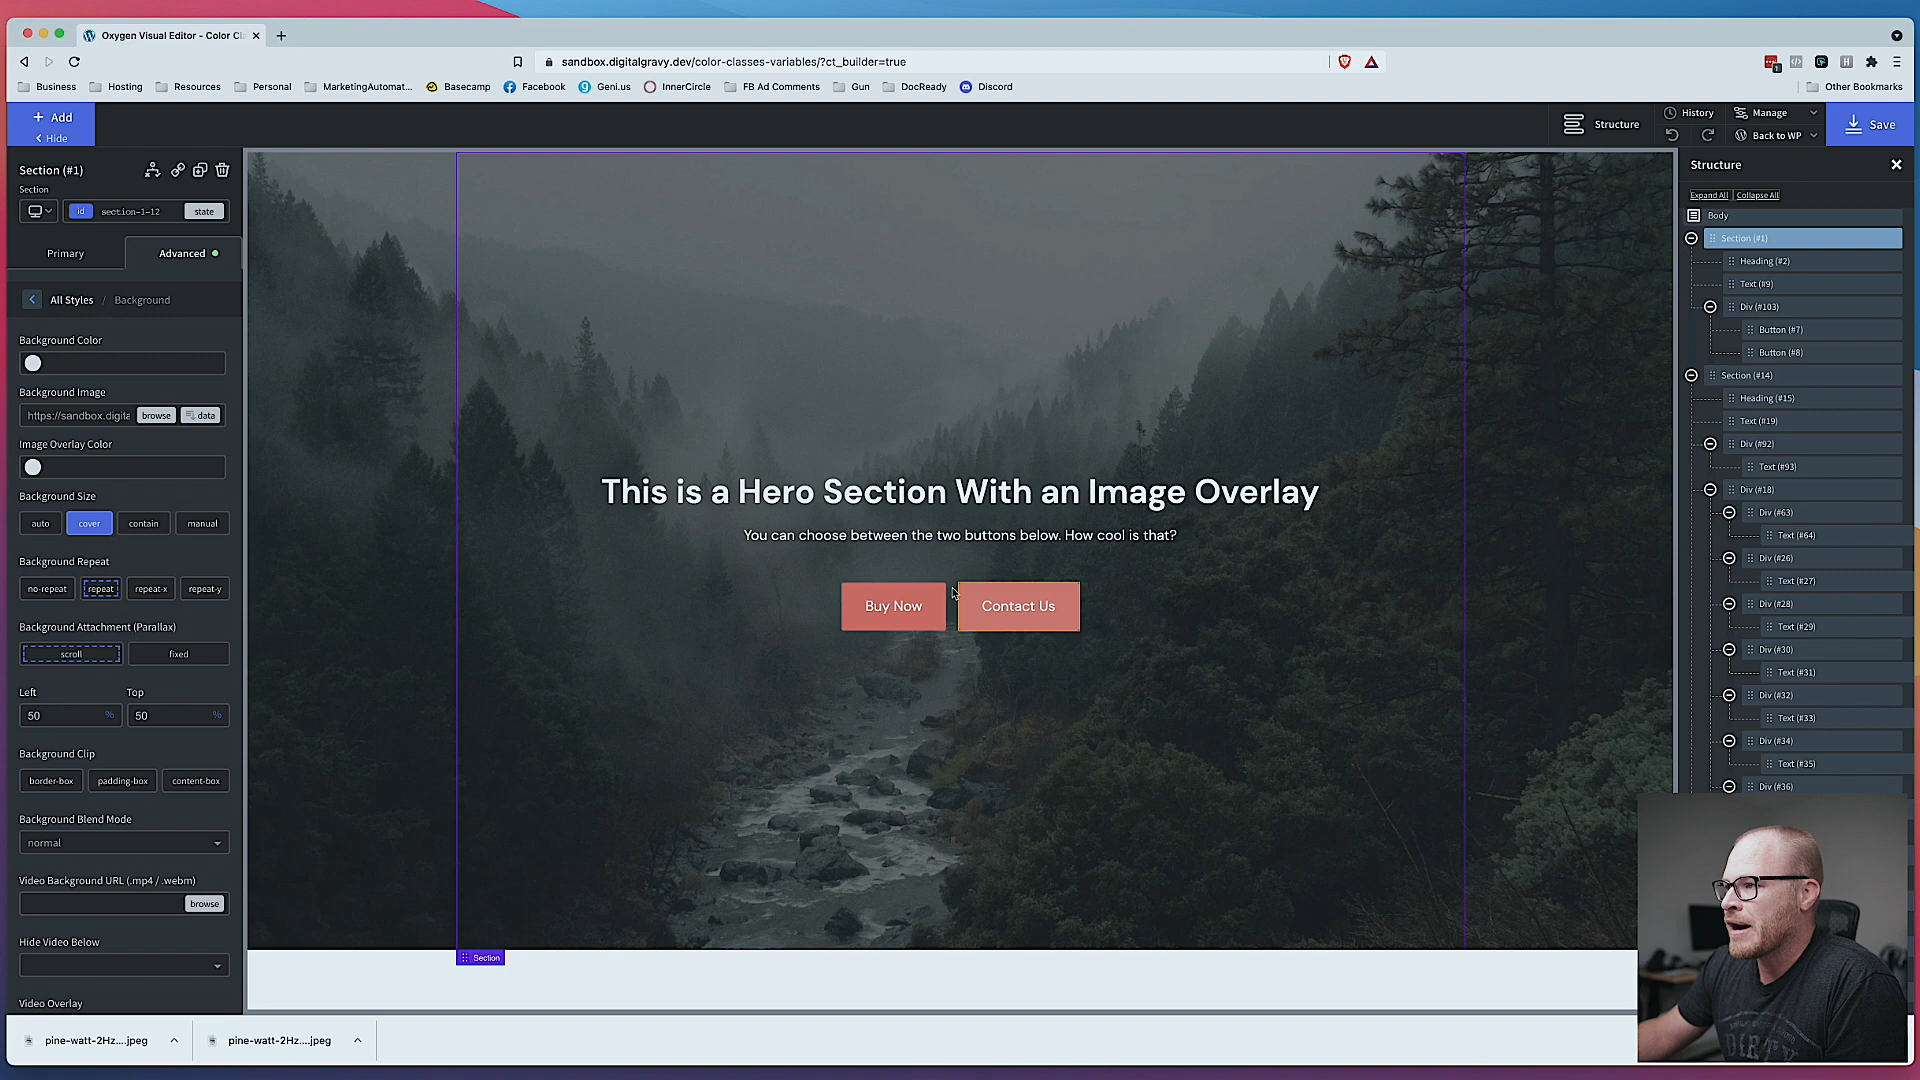 Oxygen Visual Editor - Color Cl
sandbox.digitalgravy.dev/color-classes-variables/?ct_builder=true
Business
Hosting
Resources
Personal
MarketingAutomat...
Basecamp
Facebook
Geni.us
InnerCircle
FB Ad Comments
Gun
DocReady
Discord
Other Bookmarks
+ Add
Hide
Structure
History
Manage
Back to WP
Save
Section (#1)
Section
id
section-1-12
state
Primary
Advanced
All Styles / Background
Background Color
Background Image
https://sandbox.digita
browse
data
Image Overlay Color
Background Size
auto
cover
contain
manual
Background Repeat
no-repeat
repeat
repeat-x
repeat-y
Background Attachment (Parallax)
scroll
fixed
Left
Top
50 %
50 %
Background Clip
border-box
padding-box
content-box
Background Blend Mode
normal
Video Background URL (.mp4 / .webm)
browse
Hide Video Below
Video Overlay
This is a Hero Section With an Image Overlay
You can choose between the two buttons below. How cool is that?
Buy Now
Contact Us
Section
Structure
Expand All | Collapse All
Body
Section (#1)
Heading (#2)
Text (#9)
Div (#103)
Button (#7)
Button (#8)
Section (#14)
Heading (#15)
Text (#19)
Div (#92)
Text (#93)
Div (#18)
Div (#63)
Text (#64)
Div (#26)
Text (#27)
Div (#28)
Text (#29)
Div (#30)
Text (#31)
Div (#32)
Text (#33)
Div (#34)
Text (#35)
Div (#36)
pine-watt-2Hz....jpeg
pine-watt-2Hz....jpeg
DIRTY